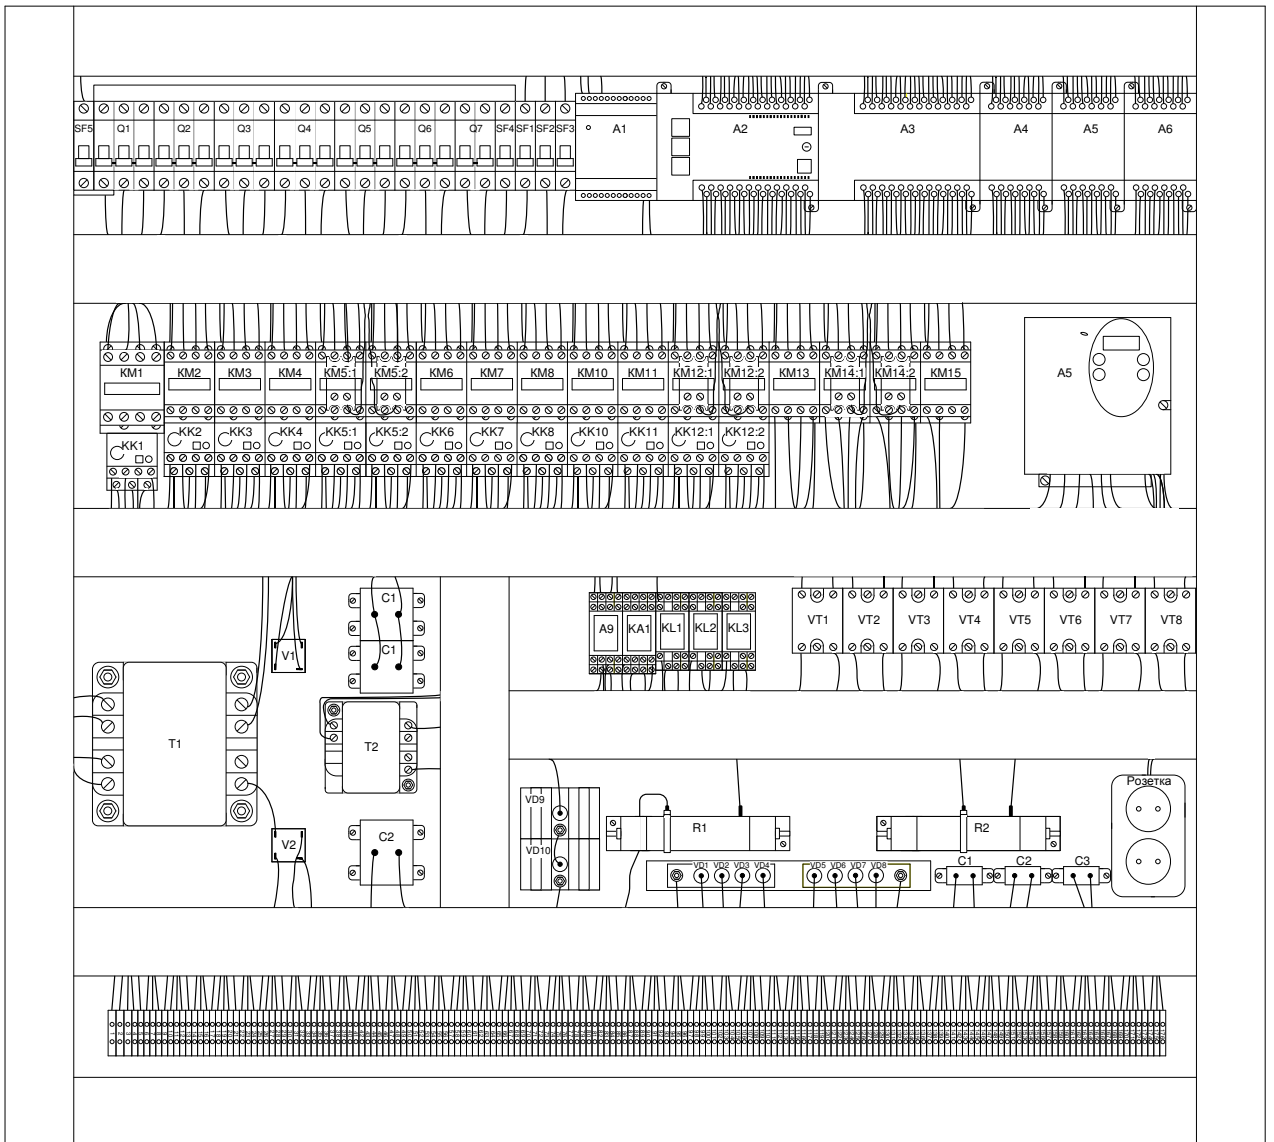 SF5 Q1 Q2 Q3 Q4 Q5 Q6 Q7 SF4 SF1 SF2 SF3 A1 A2 A3 A4 A5 A6
KM1 KM2 KM3 KM4 KM5:1 KM5:2 KM6 KM7 KM8 KM10 KM11 KM12:1 KM12:2 KM13 KM14:1 KM14:2 KM15 A5
KK1 KK2 KK3 KK4 KK5:1 KK5:2 KK6 KK7 KK8 KK10 KK11 KK12:1 KK12:2
C1
A9 KA1 KL1 KL2 KL3 VT1 VT2 VT3 VT4 VT5 VT6 VT7 VT8
V1 C1
T1 T2
Розетка
VD9 R1 R2
V2 C2 VD10
VD1 VD2 VD3 VD4 VD5 VD6 VD7 VD8 C1 C2 C3